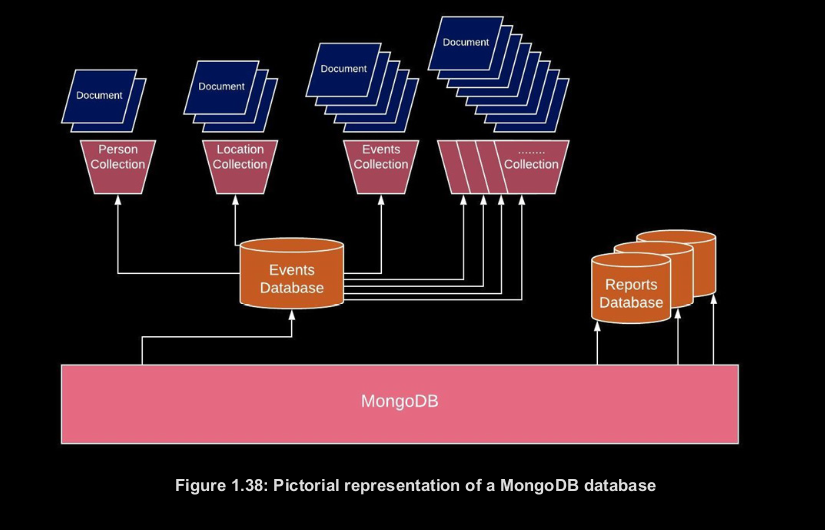 Document
Document
Document
Document
Person
Collection
Location
Collection
Events
Collection
........
Collection
Events
Database
Reports
Database
MongoDB
Figure 1.38: Pictorial representation of a MongoDB database